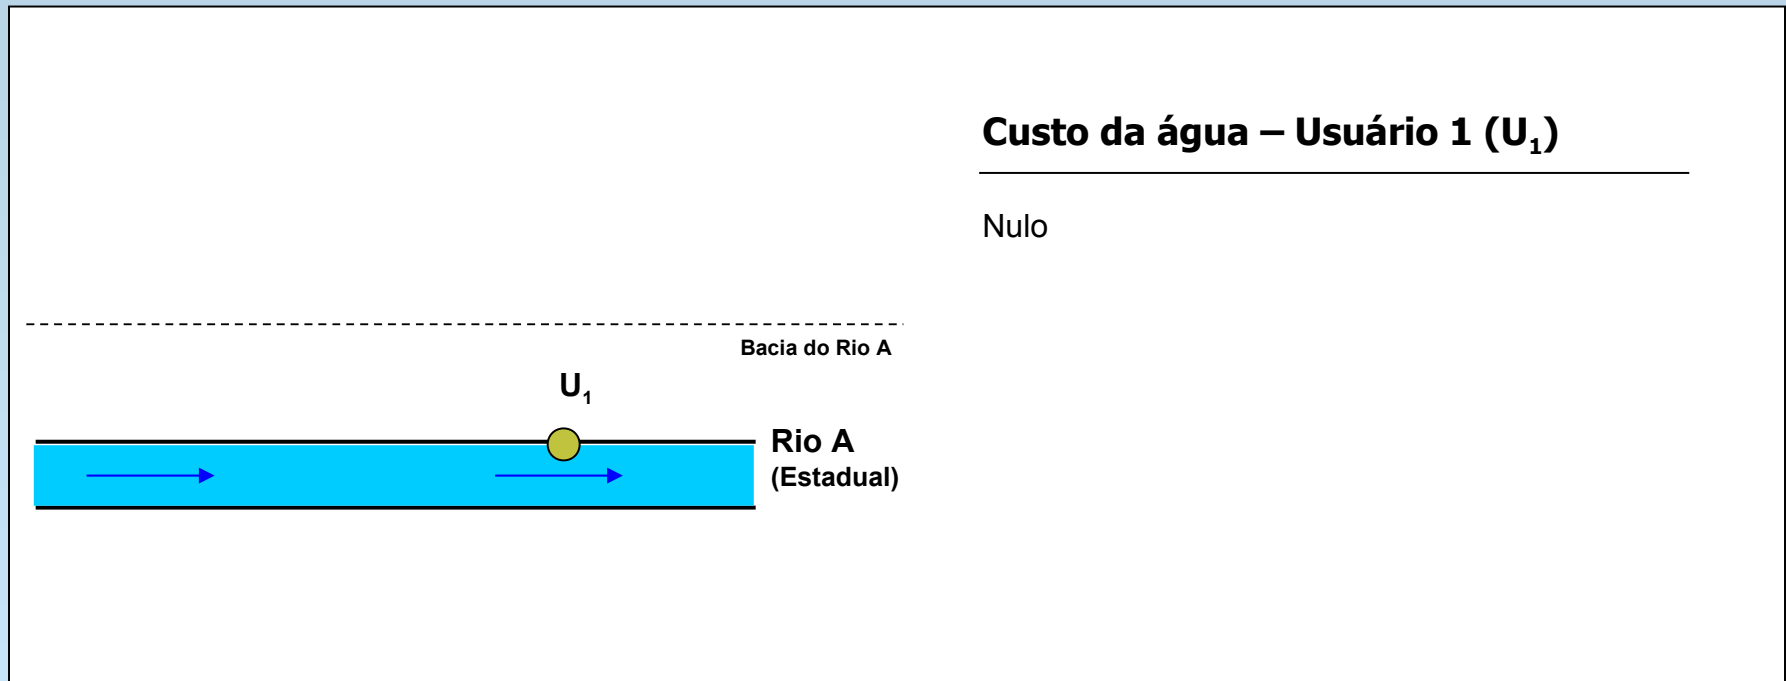 Custo da água – Usuário 1 (U₁)
Nulo
Bacia do Rio A
U₁
Rio A
(Estadual)